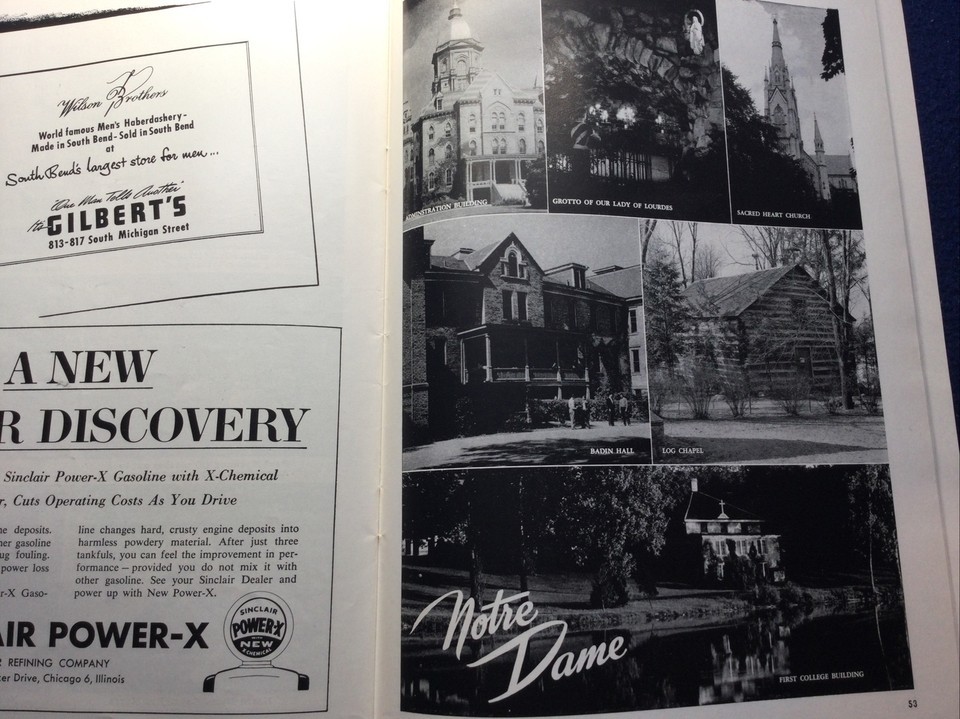 Wilson Brothers
World famous Men's Haberdashery-
Made in South Bend-Sold in South Bend
at
South Bend's largest store for men...
"One Man Tells Another"
It's GILBERT'S
813-817 South Michigan Street
A NEW
R DISCOVERY
Sinclair Power-X Gasoline with X-Chemical
r, Cuts Operating Costs As You Drive
deposits.
gasoline
fouling.
power loss
r-X Gaso-
line changes hard, crusty engine deposits into
harmless powdery material. After just three
tankfuls, you can feel the improvement in per-
formance — provided you do not mix it with
other gasoline. See your Sinclair Dealer and
power up with New Power-X.
AIR POWER-X
REFINING COMPANY
er Drive, Chicago 6, Illinois
SINCLAIR
POWER-X
NEW
X-CHEMICAL
ADMINISTRATION BUILDING
GROTTO OF OUR LADY OF LOURDES
SACRED HEART CHURCH
BADIN HALL
LOG CHAPEL
Notre
Dame
FIRST COLLEGE BUILDING
53